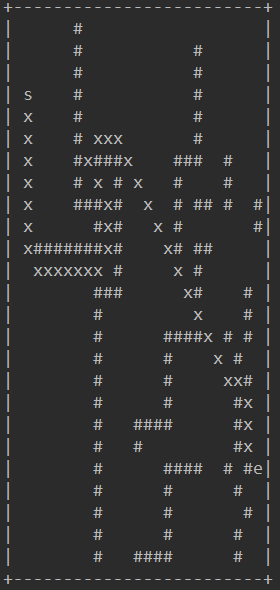 +-------------------------+
|      #                  |
|      #           #      |
|      #           #      |
| s    #           #      |
| x    #           #      |
| x    # xxx       #      |
| x    #x###x    ###  #   |
| x    # x # x   #    #   |
| x    ###x#  x  # ## #  #|
| x      #x#   x #       #|
| x#######x#    x# ##     |
|  xxxxxxx #     x #      |
|        ###      x#    # |
|        #         x    # |
|        #      ####x # # |
|        #      #    x #  |
|        #      #     xx# |
|        #      #      #x |
|        #   ####      #x |
|        #   #         #x |
|        #      ####  # #e|
|        #      #      #  |
|        #      #       # |
|        #      #      #  |
|        #   ####      #  |
+-------------------------+